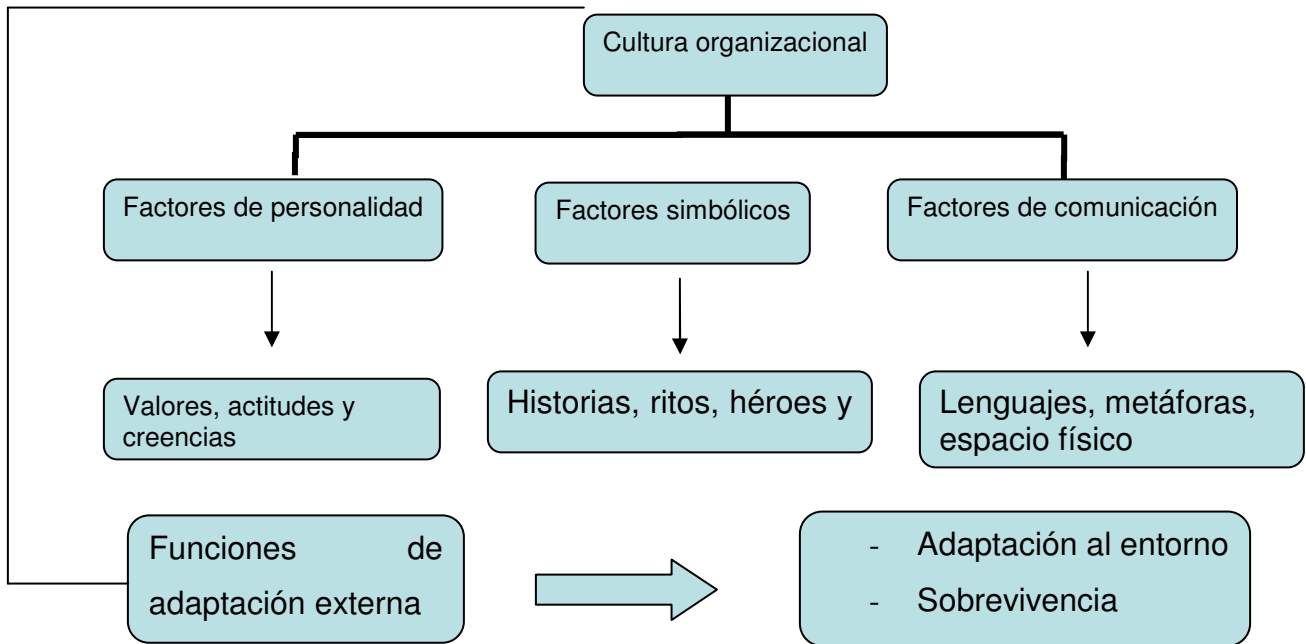 Cultura organizacional
Factores de personalidad
Factores simbólicos
Factores de comunicación
Valores, actitudes y
creencias
Historias, ritos, héroes y
Lenguajes, metáforas,
espacio físico
Funciones de
adaptación externa
- Adaptación al entorno
- Sobrevivencia